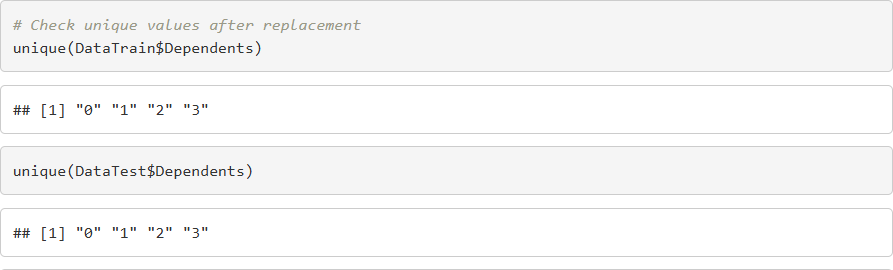 # Check unique values after replacement
unique(DataTrain$Dependents)
## [1] "0" "1" "2" "3"
unique(DataTest$Dependents)
## [1] "0" "1" "2" "3"